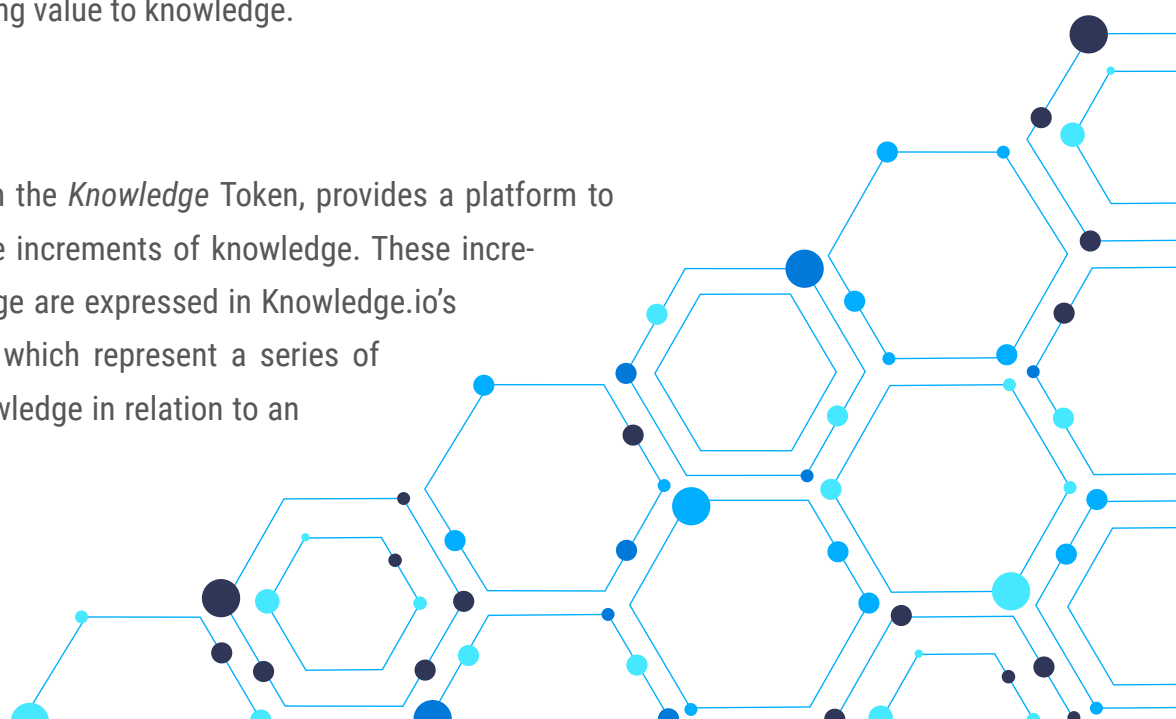 ng value to knowledge.
the Knowledge Token, provides a platform to
increments of knowledge. These incre-
ge are expressed in Knowledge.io's
which represent a series of
wledge in relation to an